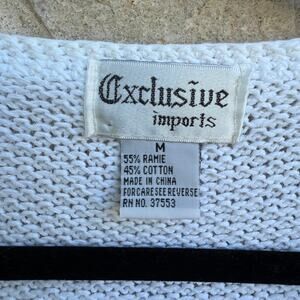 Exclusive
imports
M
55% RAMIE
45% COTTON
MADE IN CHINA
FOR CARE SEE REVERSE
RN NO. 37553